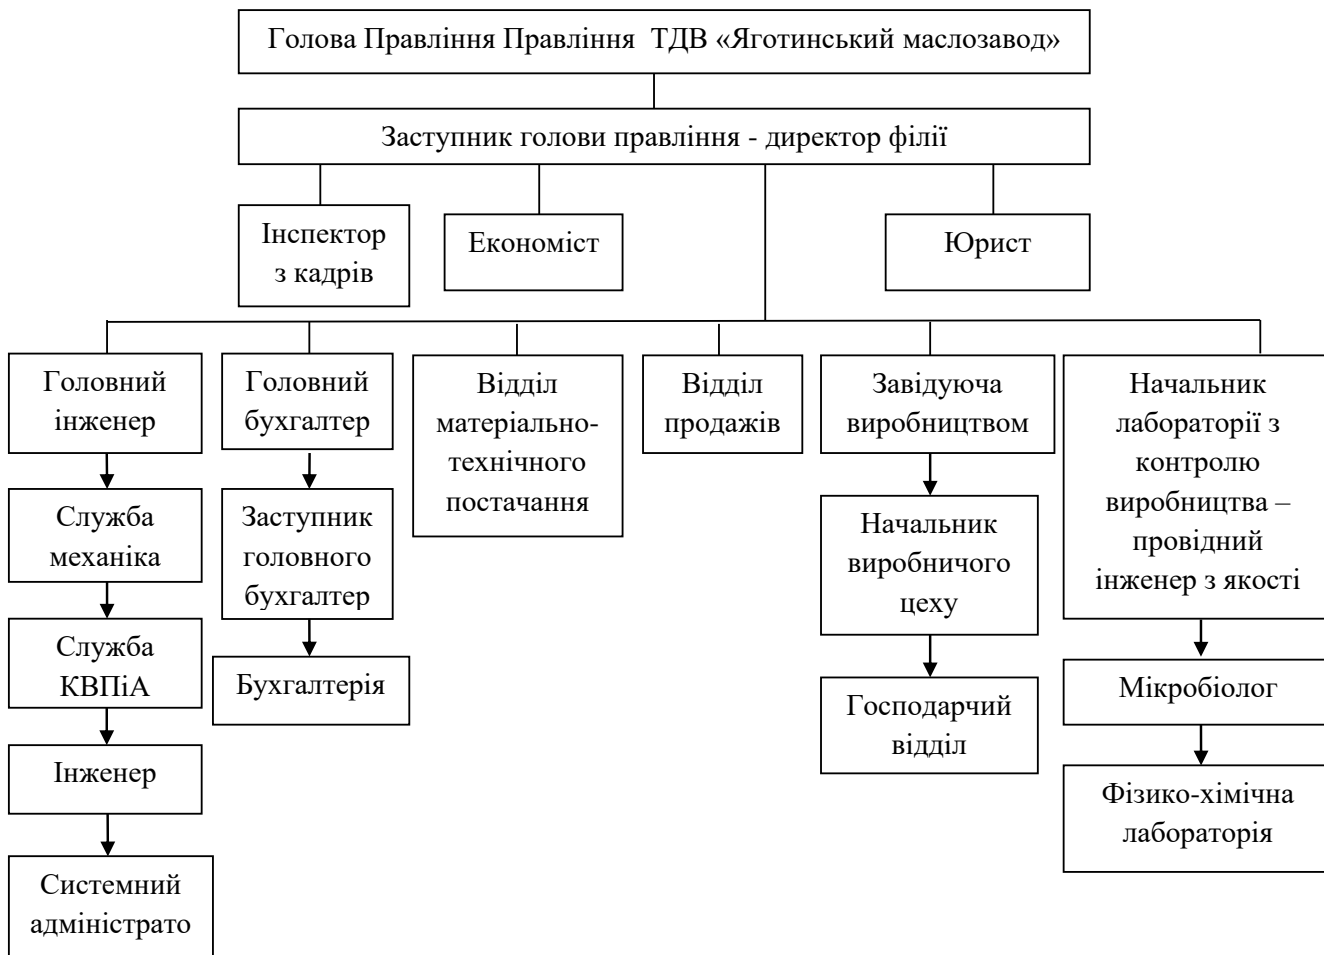 Голова Правління Правління ТДВ «Яготинський маслозавод»
Заступник голови правління - директор філії
Інспектор
з кадрів
Економіст
Юрист
Головний
інженер
Головний
бухгалтер
Відділ
матеріально-
технічного
постачання
Відділ
продажів
Завідуюча
виробництвом
Начальник
лабораторії з
контролю
виробництва –
провідний
інженер з якості
Служба
механіка
Заступник
головного
бухгалтер
Начальник
виробничого
цеху
Служба
КВПіА
Бухгалтерія
Господарчий
відділ
Мікробіолог
Інженер
Фізико-хімічна
лабораторія
Системний
адміністрато